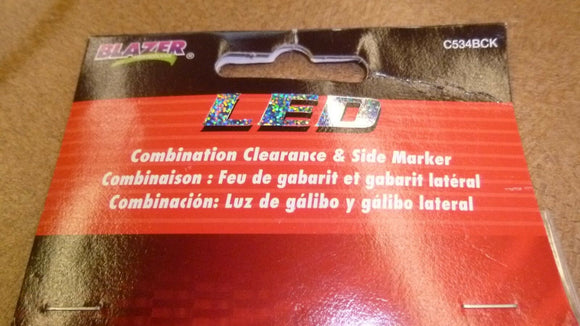 BLAZER ®
C534BCK
LED
Combination Clearance & Side Marker
Combinaison : Feu de gabarit et gabarit latéral
Combinación: Luz de gálibo y gálibo lateral